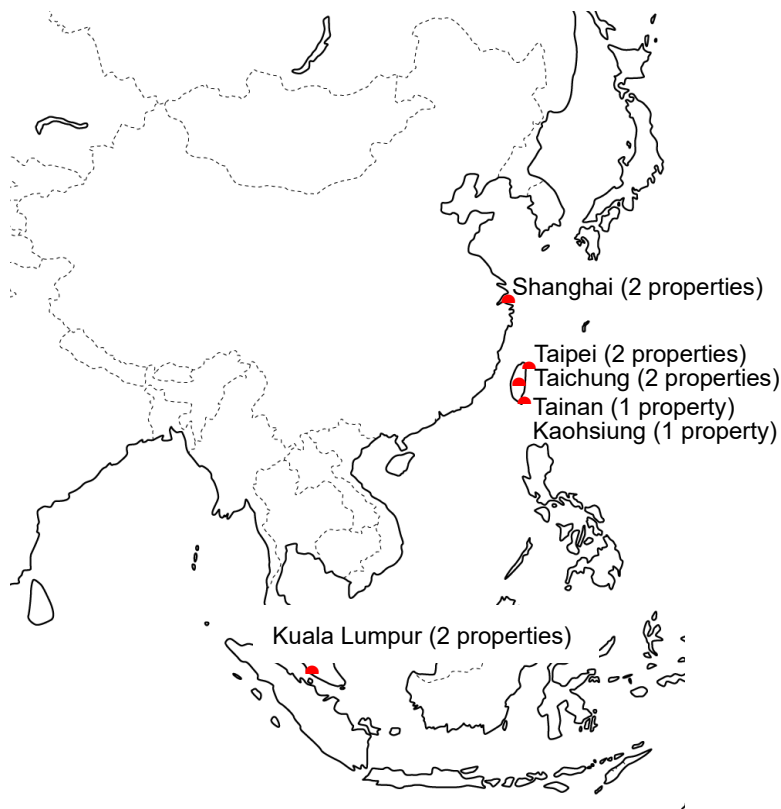 Shanghai (2 properties)
Taipei (2 properties)
Taichung (2 properties)
Tainan (1 property)
Kaohsiung (1 property)
Kuala Lumpur (2 properties)